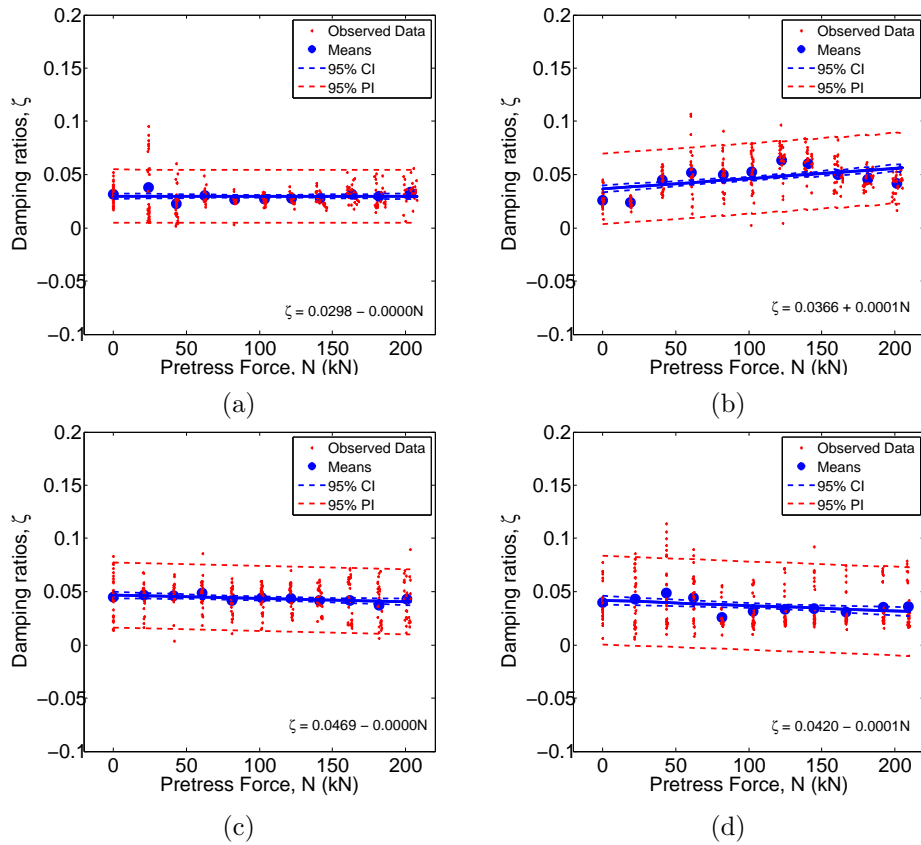 0.2
0.15
0.1
0.05
0
−0.05
−0.1
Damping ratios, ζ
Observed Data
Means
95% CI
95% PI
ζ = 0.0298 − 0.0000N
0 50 100 150 200
Pretress Force, N (kN)
(a)
0.2
0.15
0.1
0.05
0
−0.05
−0.1
Damping ratios, ζ
Observed Data
Means
95% CI
95% PI
ζ = 0.0366 + 0.0001N
0 50 100 150 200
Pretress Force, N (kN)
(b)
0.2
0.15
0.1
0.05
0
−0.05
−0.1
Damping ratios, ζ
Observed Data
Means
95% CI
95% PI
ζ = 0.0469 − 0.0000N
0 50 100 150 200
Pretress Force, N (kN)
(c)
0.2
0.15
0.1
0.05
0
−0.05
−0.1
Damping ratios, ζ
Observed Data
Means
95% CI
95% PI
ζ = 0.0420 − 0.0001N
0 50 100 150 200
Pretress Force, N (kN)
(d)